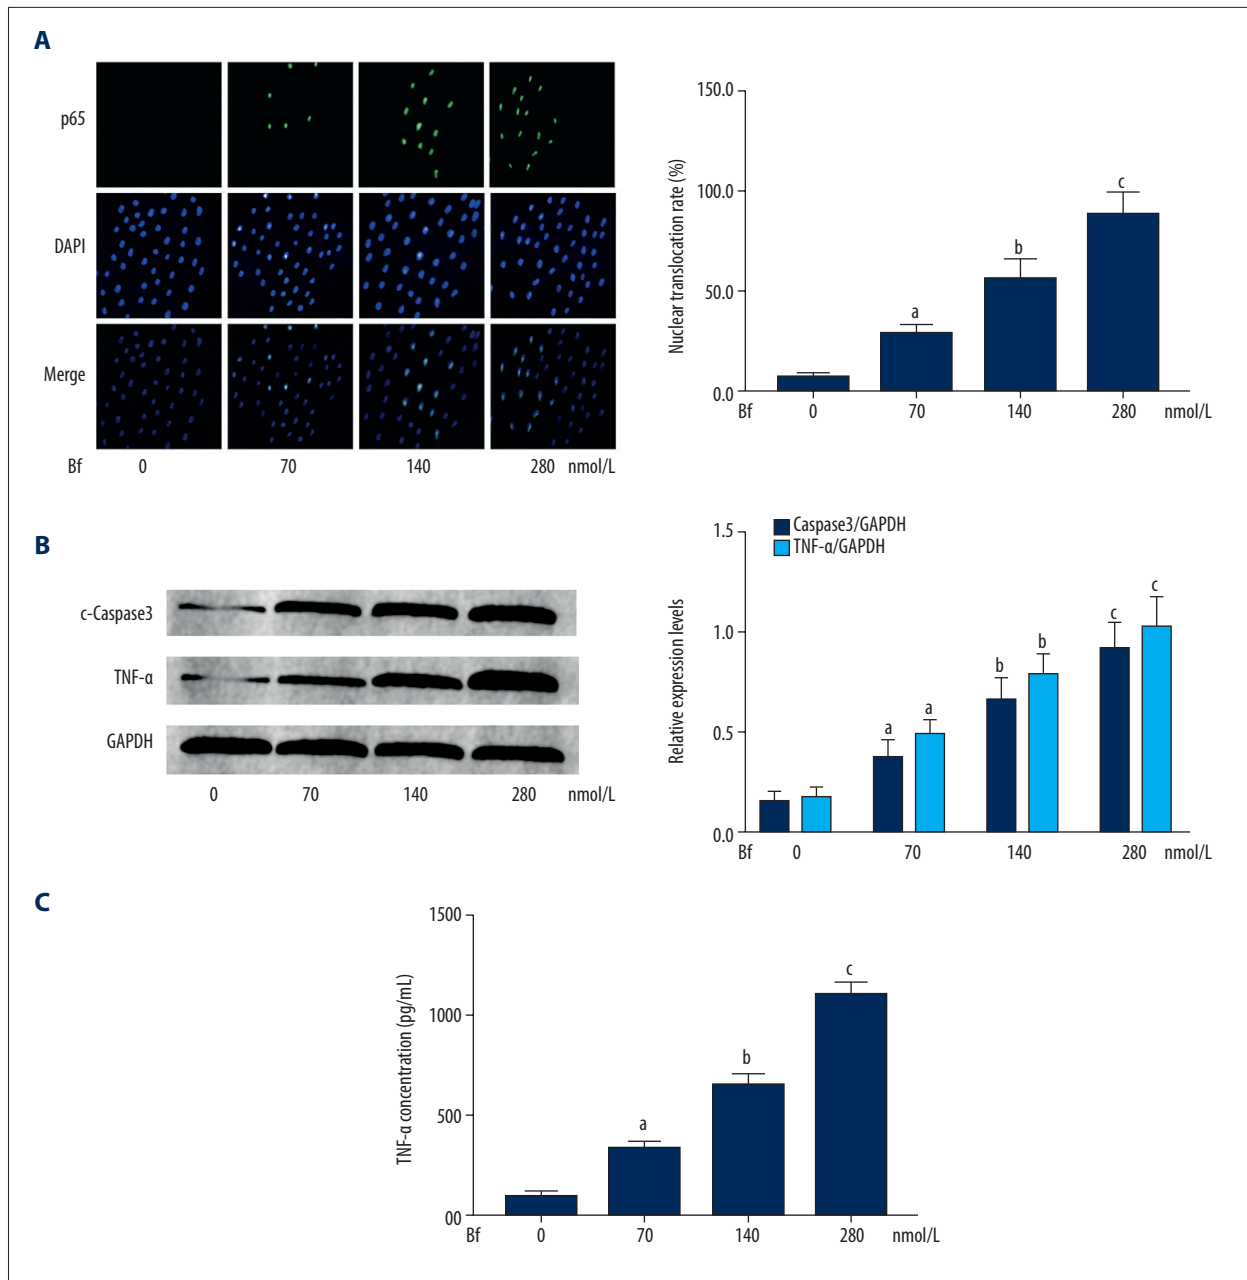 A
p65
DAPI
Merge
Bf 0 70 140 280 nmol/L
150.0
100.0
50.0
0.0
Nuclear translocation rate (%)
a
b
c
Bf 0 70 140 280 nmol/L
B
c-Caspase3
TNF-α
GAPDH
0 70 140 280 nmol/L
Caspase3/GAPDH
TNF-α/GAPDH
1.5
1.0
0.5
0.0
Relative expression levels
a a
b b
c c
Bf 0 70 140 280 nmol/L
C
1500
1000
500
00
TNF-α concentration (pg/mL)
a
b
c
Bf 0 70 140 280 nmol/L